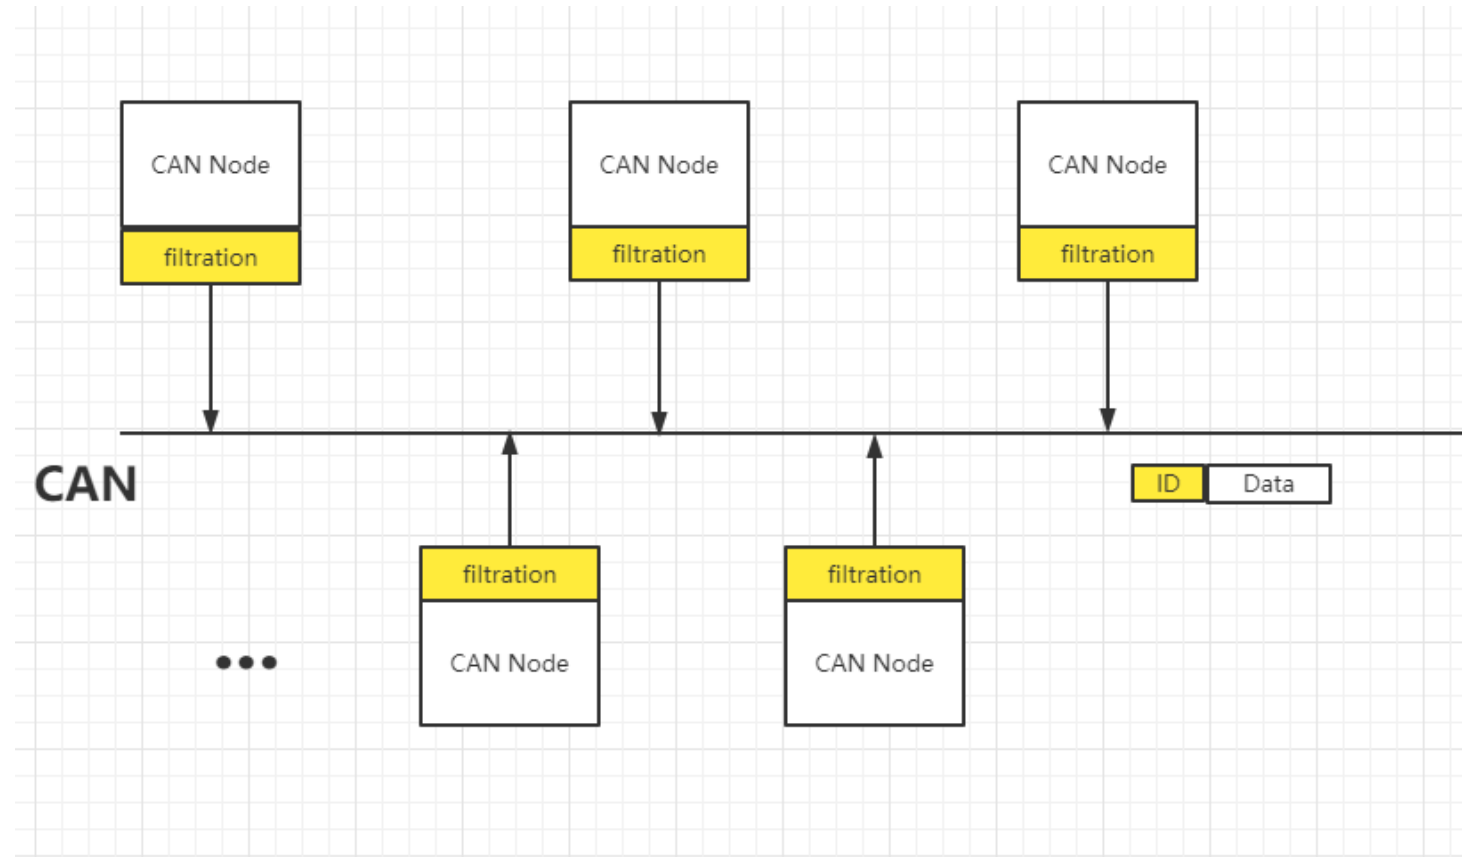 CAN Node
CAN Node
CAN Node
filtration
filtration
filtration
CAN
ID
Data
filtration
filtration
•••
CAN Node
CAN Node